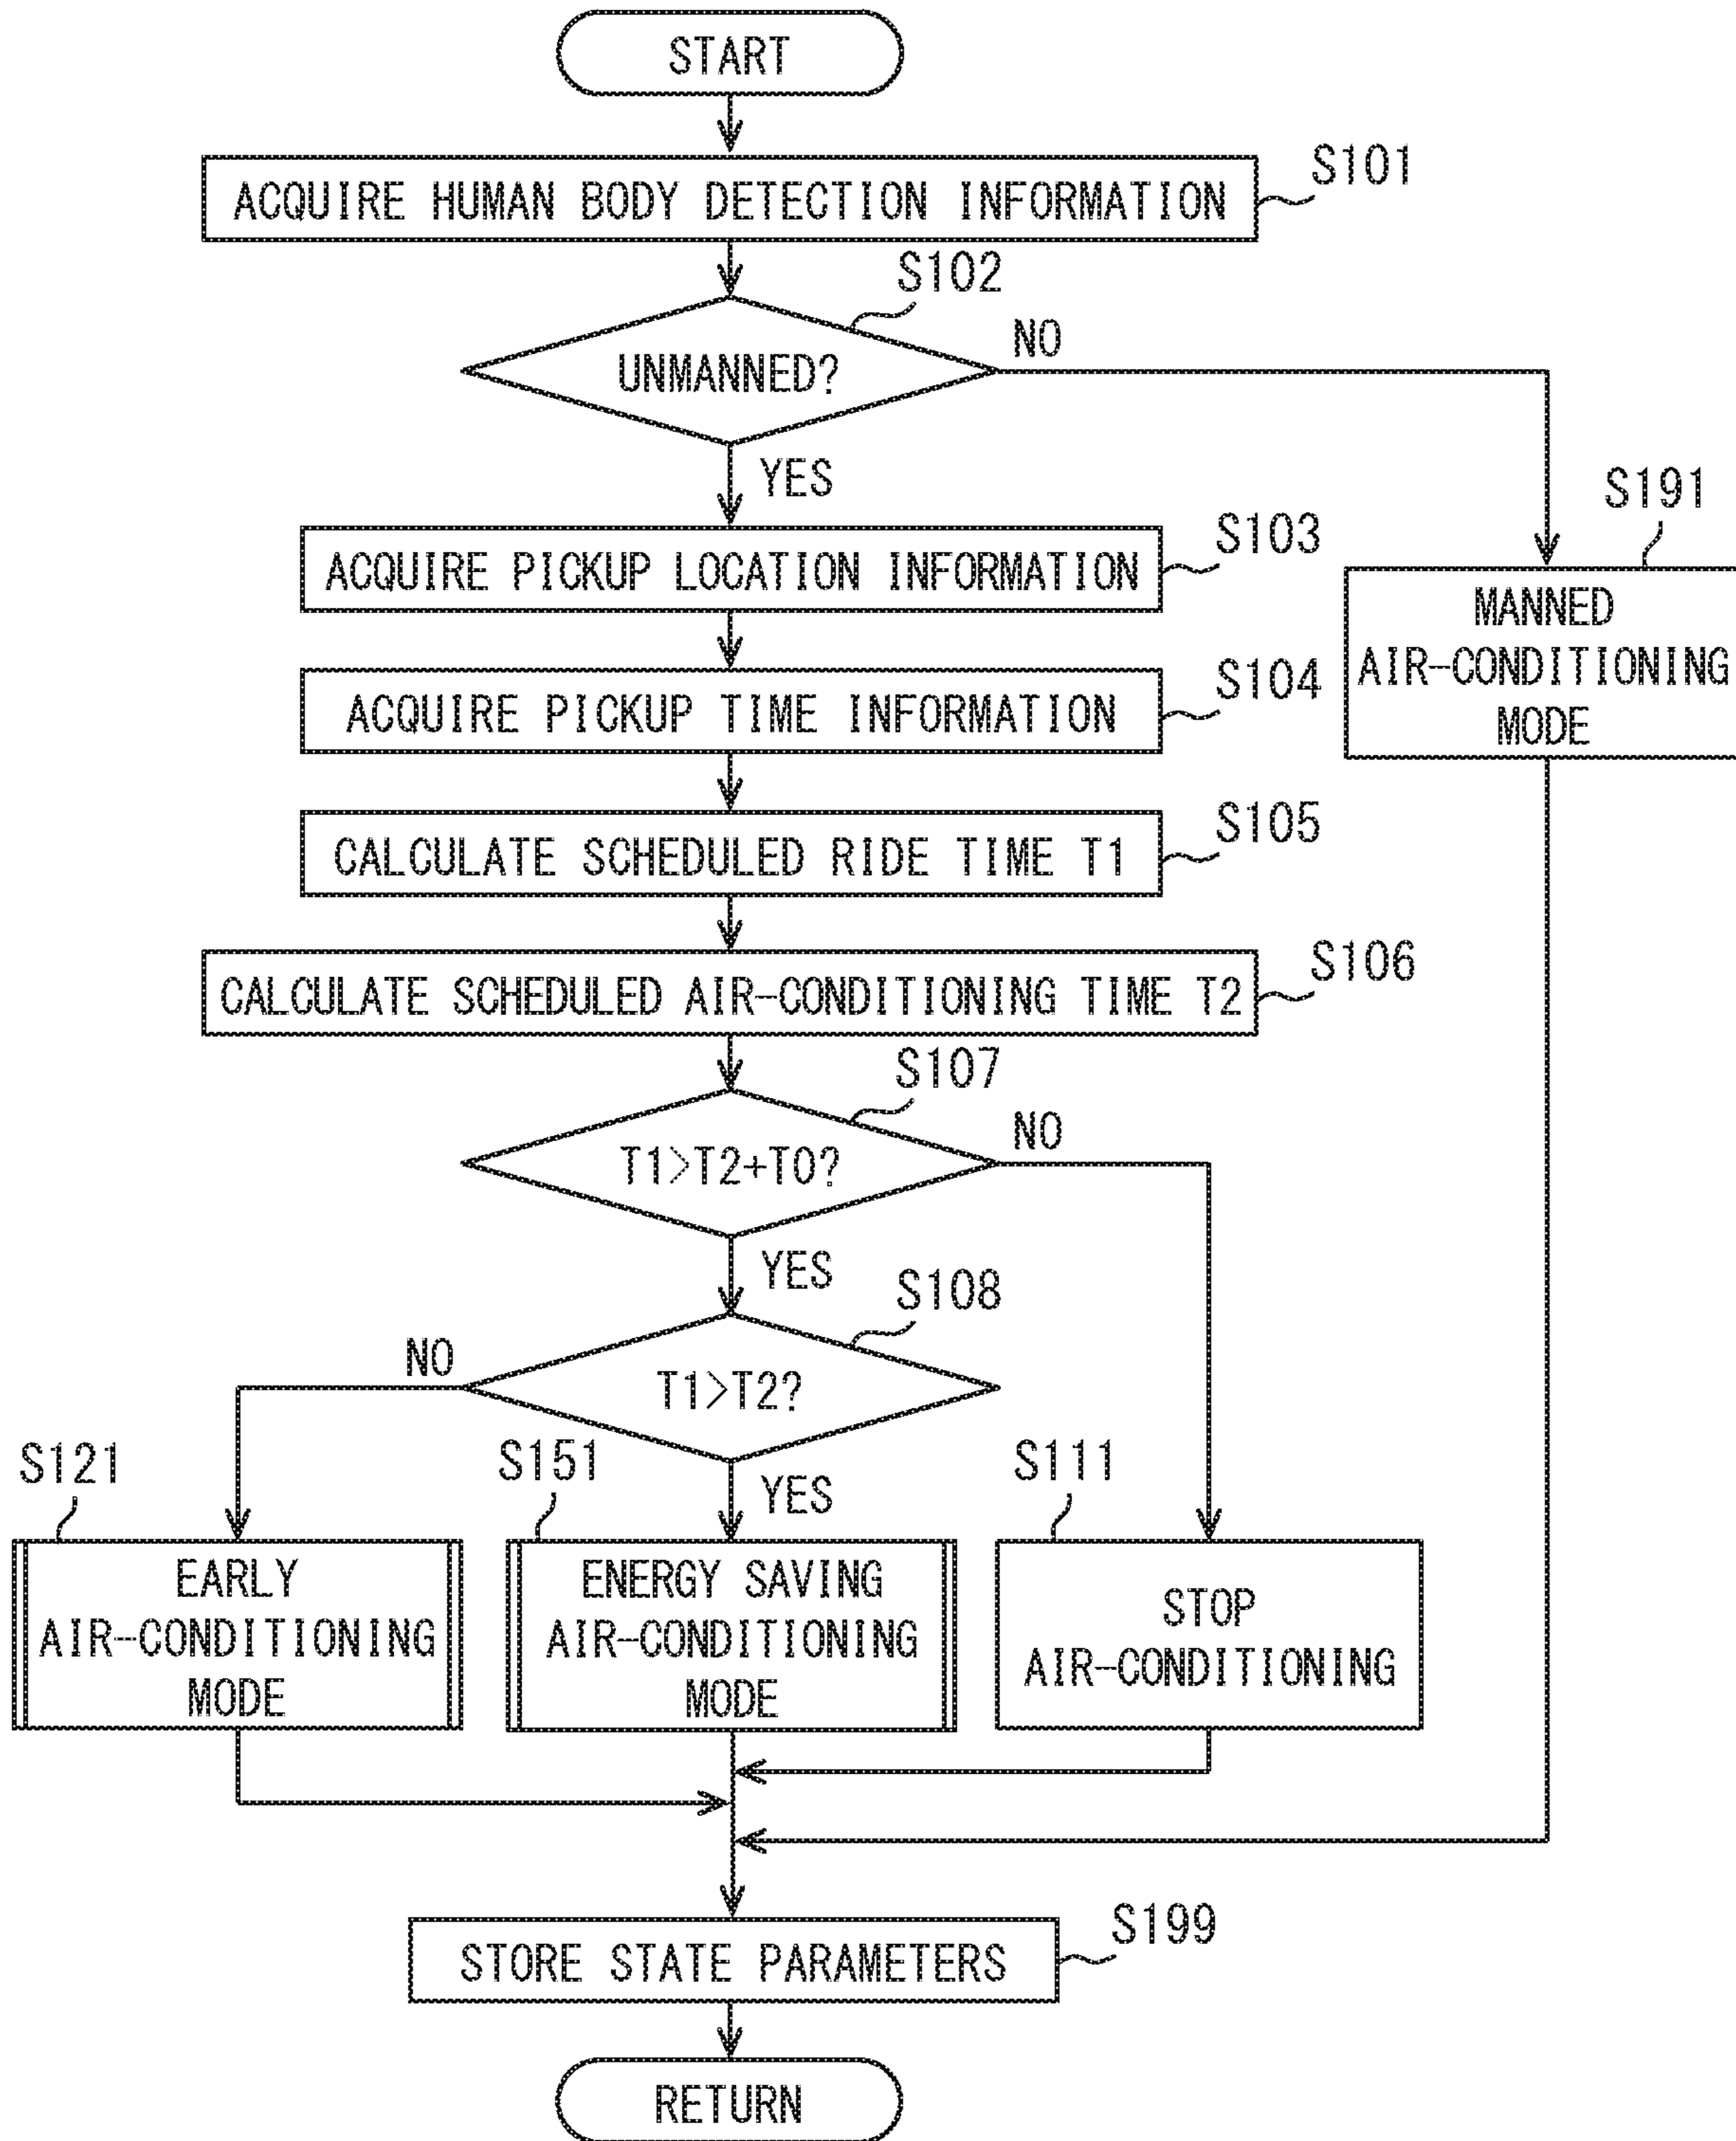 START
ACQUIRE HUMAN BODY DETECTION INFORMATION
S101
S102
UNMANNED?
NO
YES
S103
ACQUIRE PICKUP LOCATION INFORMATION
S191
MANNED
AIR-CONDITIONING
MODE
S104
ACQUIRE PICKUP TIME INFORMATION
S105
CALCULATE SCHEDULED RIDE TIME T1
S106
CALCULATE SCHEDULED AIR-CONDITIONING TIME T2
S107
T1>T2+T0?
NO
YES
S108
T1>T2?
NO
YES
S121
EARLY
AIR-CONDITIONING
MODE
S151
ENERGY SAVING
AIR-CONDITIONING
MODE
S111
STOP
AIR-CONDITIONING
S199
STORE STATE PARAMETERS
RETURN